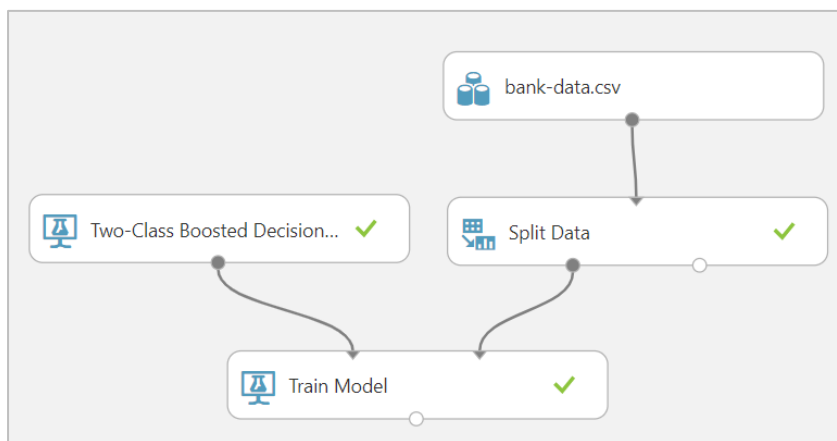 bank-data.csv
Two-Class Boosted Decision...
Split Data
Train Model